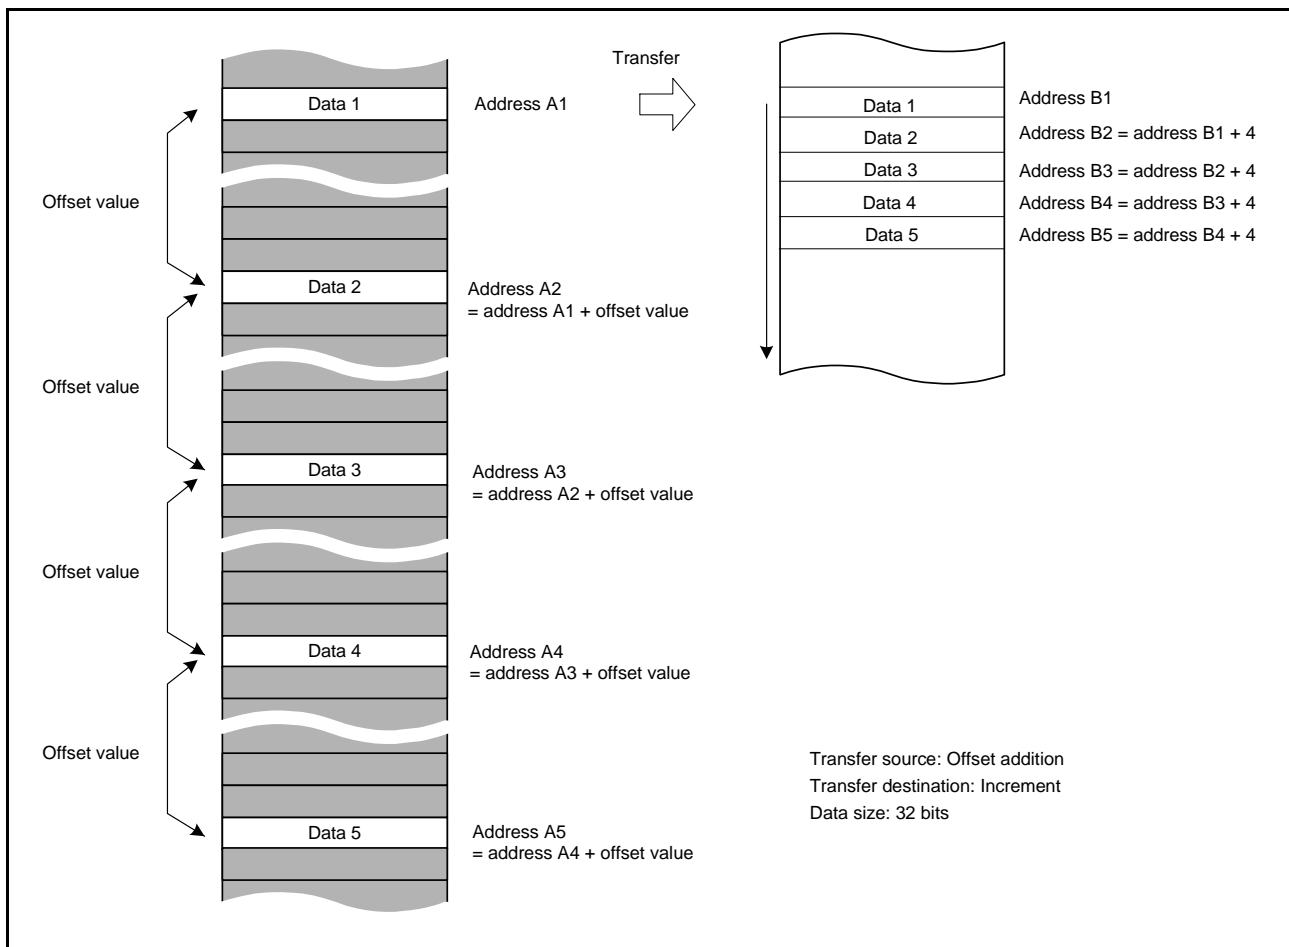 Transfer
Data 1
Address A1
Offset value
Data 2
Address A2
= address A1 + offset value
Offset value
Data 3
Address A3
= address A2 + offset value
Offset value
Data 4
Address A4
= address A3 + offset value
Offset value
Data 5
Address A5
= address A4 + offset value
Data 1
Address B1
Data 2
Address B2 = address B1 + 4
Data 3
Address B3 = address B2 + 4
Data 4
Address B4 = address B3 + 4
Data 5
Address B5 = address B4 + 4
Transfer source: Offset addition
Transfer destination: Increment
Data size: 32 bits